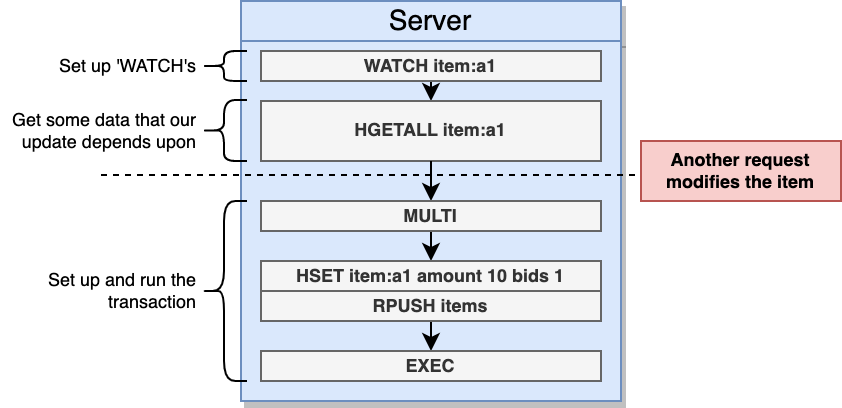 Server
Set up 'WATCH's
WATCH item:a1
Get some data that our
update depends upon
HGETALL item:a1
Another request
modifies the item
MULTI
Set up and run the
transaction
HSET item:a1 amount 10 bids 1
RPUSH items
EXEC